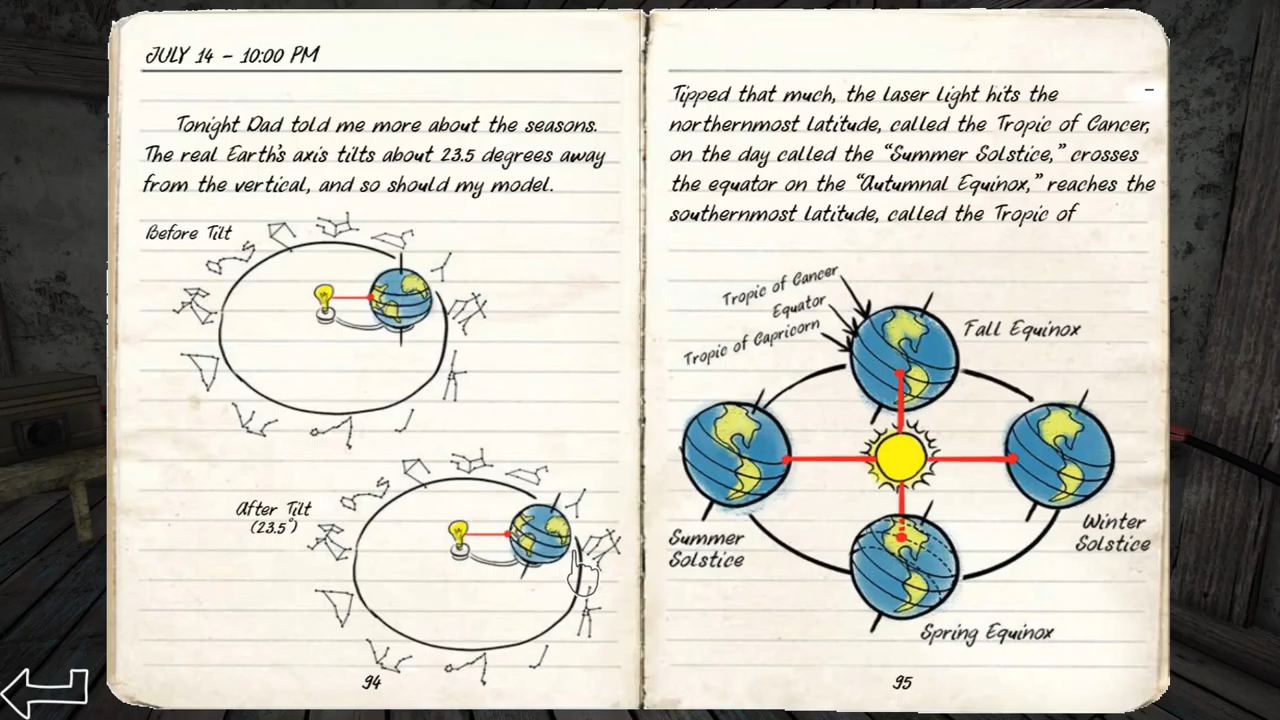 JULY 14 - 10:00 PM
Tonight Dad told me more about the seasons.
The real Earth's axis tilts about 23.5 degrees away
from the vertical, and so should my model.
Before Tilt
After Tilt
(23.5°)
94
Tipped that much, the laser light hits the
northernmost latitude, called the Tropic of Cancer,
on the day called the "Summer Solstice," crosses
the equator on the "Autumnal Equinox," reaches the
southernmost latitude, called the Tropic of
Tropic of Cancer
Equator
Tropic of Capricorn
Fall Equinox
Summer
Solstice
Winter
Solstice
Spring Equinox
95